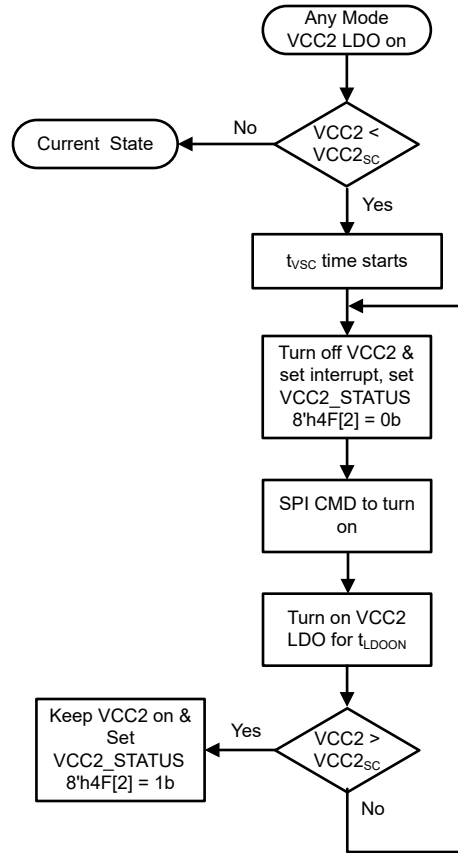 Any Mode
VCC2 LDO on
No
Current State
VCC2 <
VCC2SC
Yes
tVSC time starts
Turn off VCC2 &
set interrupt, set
VCC2_STATUS
8'h4F[2] = 0b
SPI CMD to turn
on
Turn on VCC2
LDO for tLDOON
Keep VCC2 on &
Set
VCC2_STATUS
8'h4F[2] = 1b
Yes
VCC2 >
VCC2SC
No